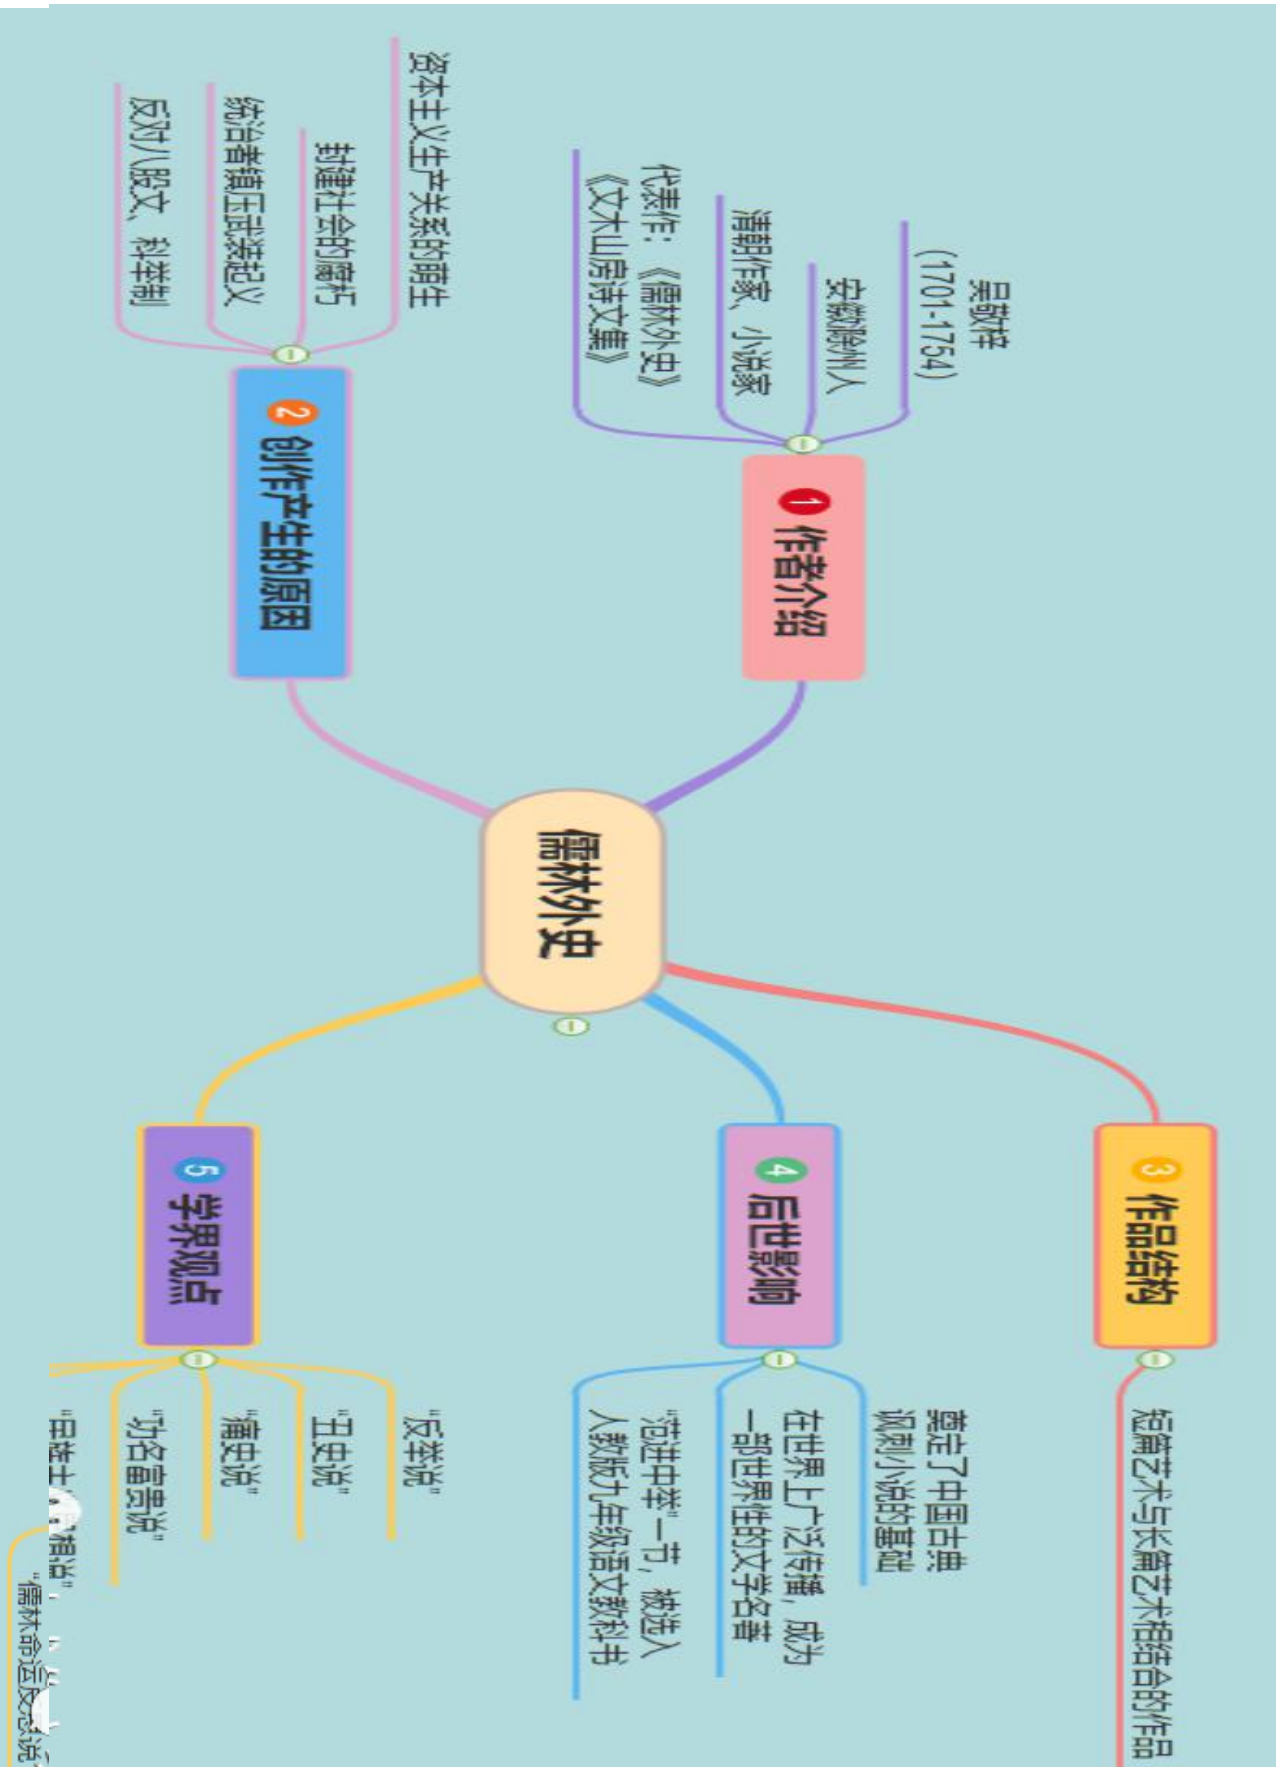 儒林外史
1 作者介绍
吴敬梓
(1701-1754)
安徽滁州人
清朝作家、小说家
代表作：《儒林外史》
《文木山房诗文集》
2 创作产生的原因
资本主义生产关系的萌生
封建社会的腐朽
统治者镇压武装起义
反对八股文、科举制
3 作品结构
短篇艺术与长篇艺术相结合的作品
4 后世影响
奠定了中国古典
讽刺小说的基础
在世界上广泛传播，成为
一部世界性的文学名著
“范进中举”一节，被选入
人教版九年级语文教科书
5 学界观点
“反举说”
“丑史说”
“痛史说”
“功名富贵说”
“儒林命运反思说”